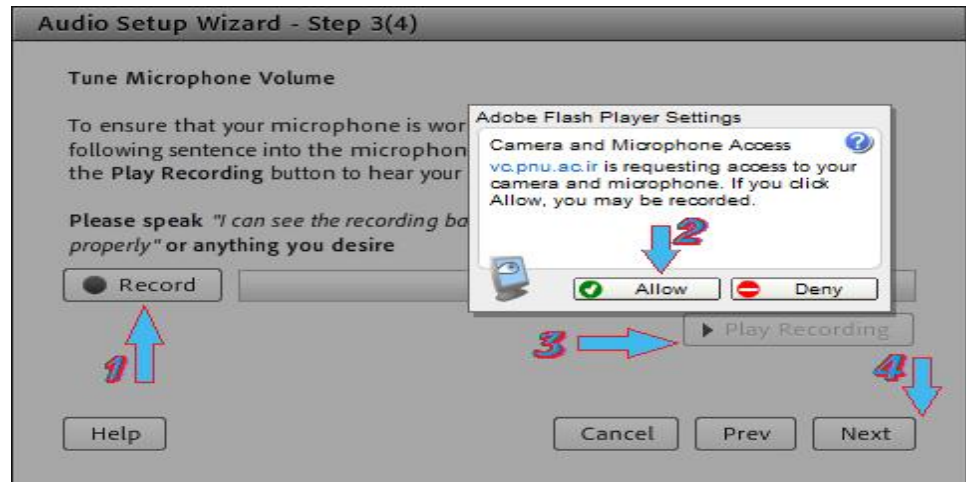 Audio Setup Wizard - Step 3(4)
Tune Microphone Volume
To ensure that your microphone is wor
following sentence into the microphon
the Play Recording button to hear your
Please speak "I can see the recording ba
properly" or anything you desire
Adobe Flash Player Settings
Camera and Microphone Access
vc.pnu.ac.ir is requesting access to your
camera and microphone. If you click
Allow, you may be recorded.
2
Allow Deny
Record
3 Play Recording
1
4
Help Cancel Prev Next